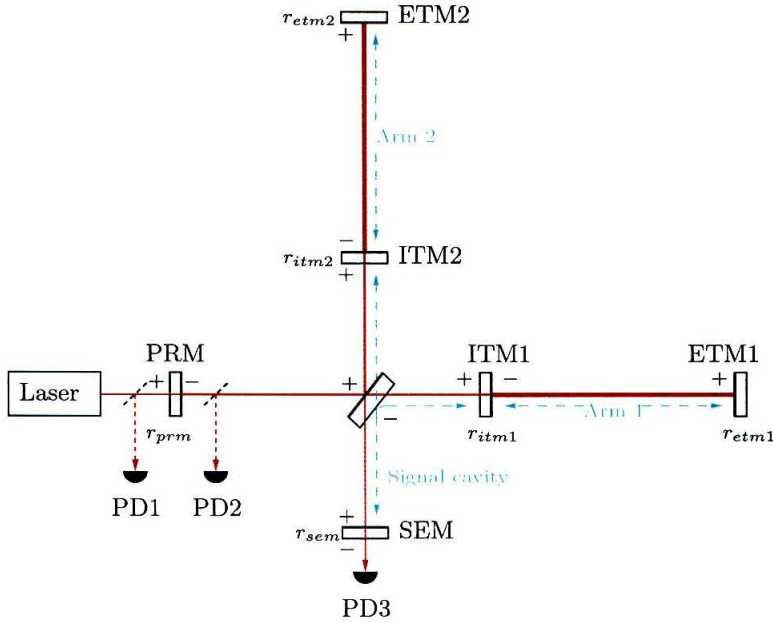 r_etm2 ETM2
+
Arm 2
−
r_itm2 ITM2
+
PRM ITM1 ETM1
Laser + − + + − +
− Arm 1
r_prm r_itm1 r_etm1
PD1 PD2
Signal cavity
+
r_sem SEM
−
PD3